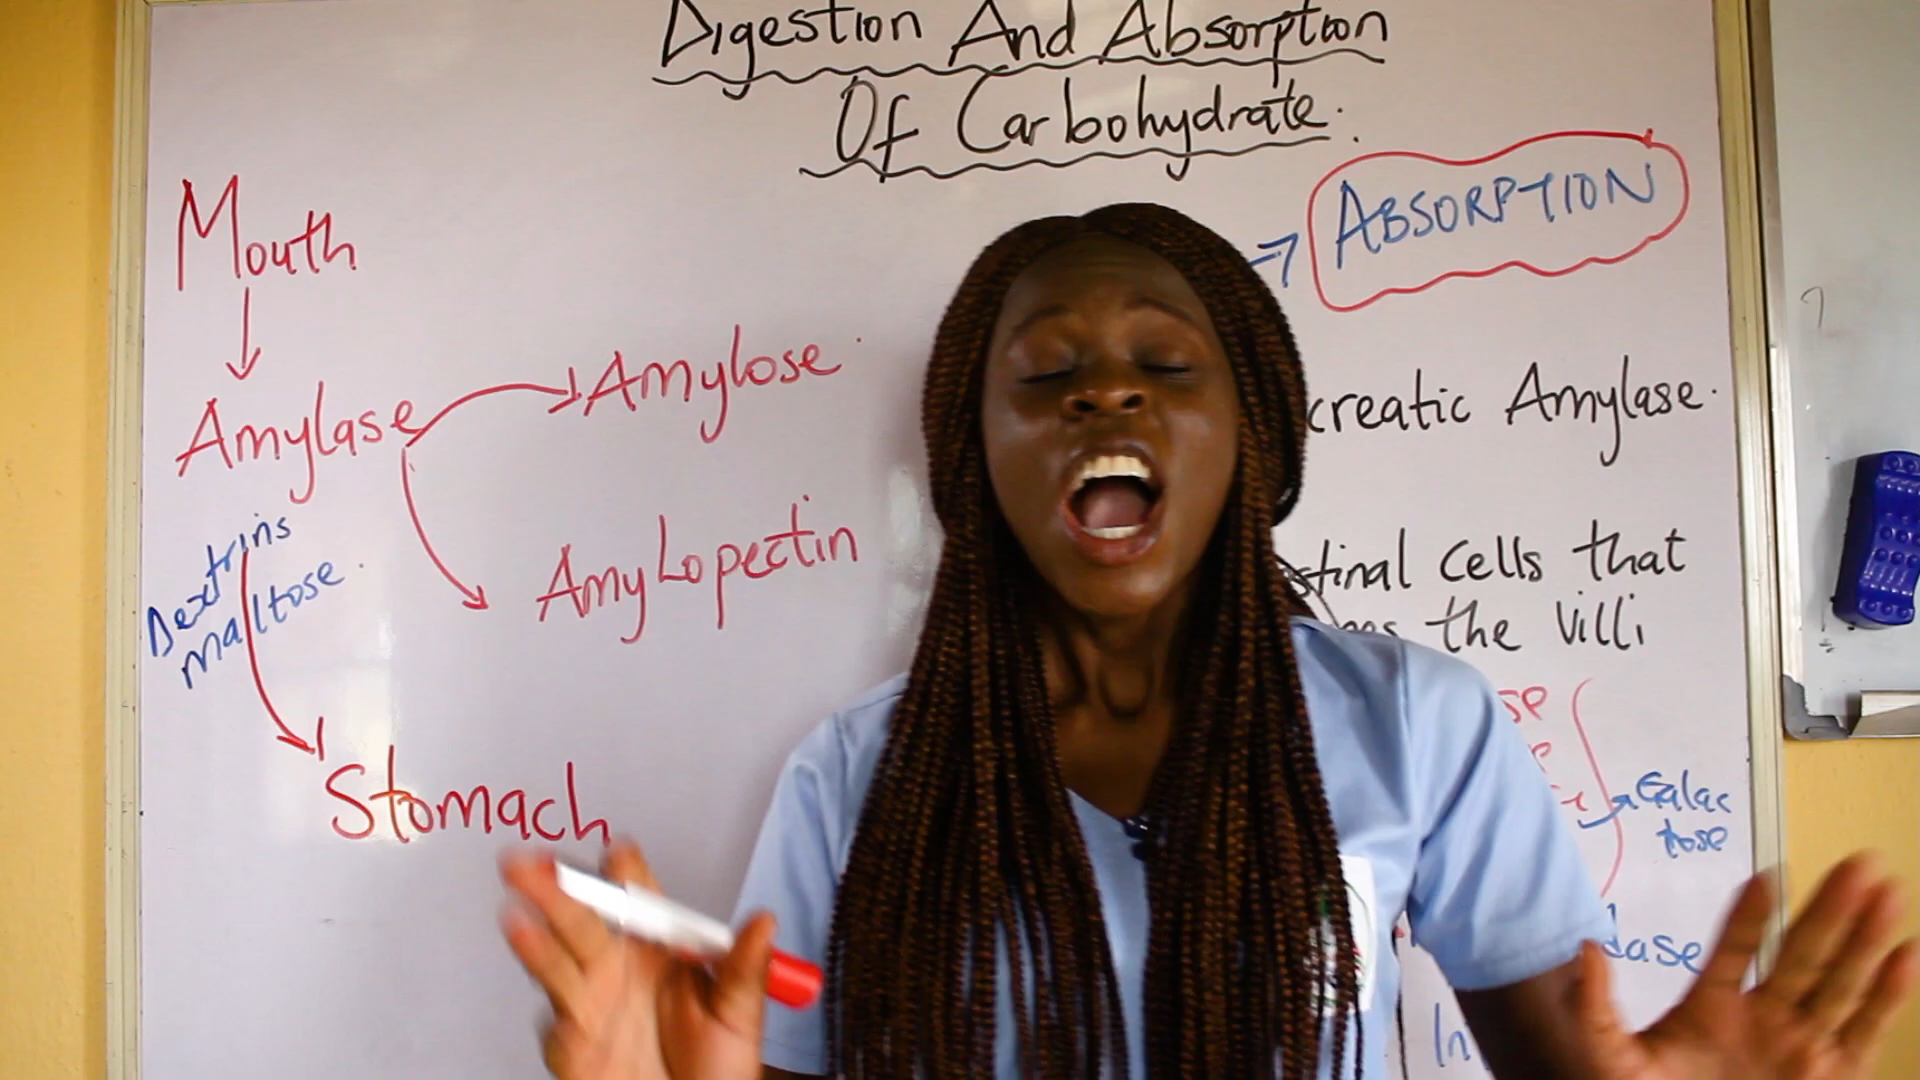 Digestion And Absorption
Of Carbohydrate.
Mouth
Amylase
Amylose
Amylopectin
Dextrins
maltose
Stomach
ABSORPTION
creatic Amylase.
stinal Cells that
the Villi
Galac
tose
dase
In